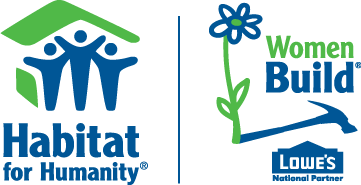 Habitat
for Humanity®
Women
Build®
LOWE'S
National Partner